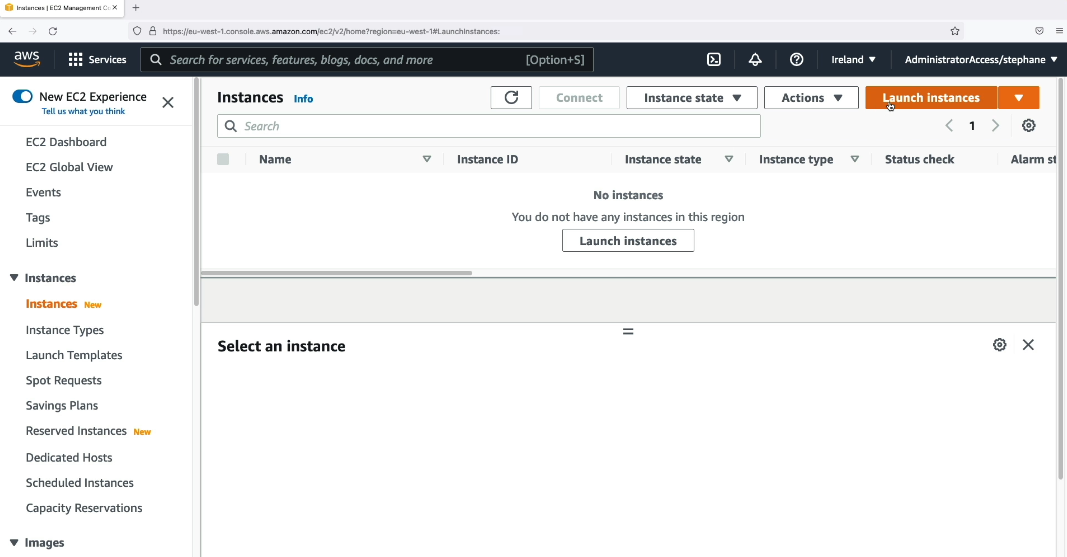 Instances | EC2 Management Co
https://eu-west-1.console.aws.amazon.com/ec2/v2/home?region=eu-west-1#LaunchInstances:
aws
Services
Search for services, features, blogs, docs, and more
[Option+S]
Ireland
AdministratorAccess/stephane
New EC2 Experience
Tell us what you think
EC2 Dashboard
EC2 Global View
Events
Tags
Limits
Instances
Instances New
Instance Types
Launch Templates
Spot Requests
Savings Plans
Reserved Instances New
Dedicated Hosts
Scheduled Instances
Capacity Reservations
Images
Instances Info
Connect
Instance state
Actions
Launch instances
Search
1
Name
Instance ID
Instance state
Instance type
Status check
Alarm st
No instances
You do not have any instances in this region
Launch instances
Select an instance